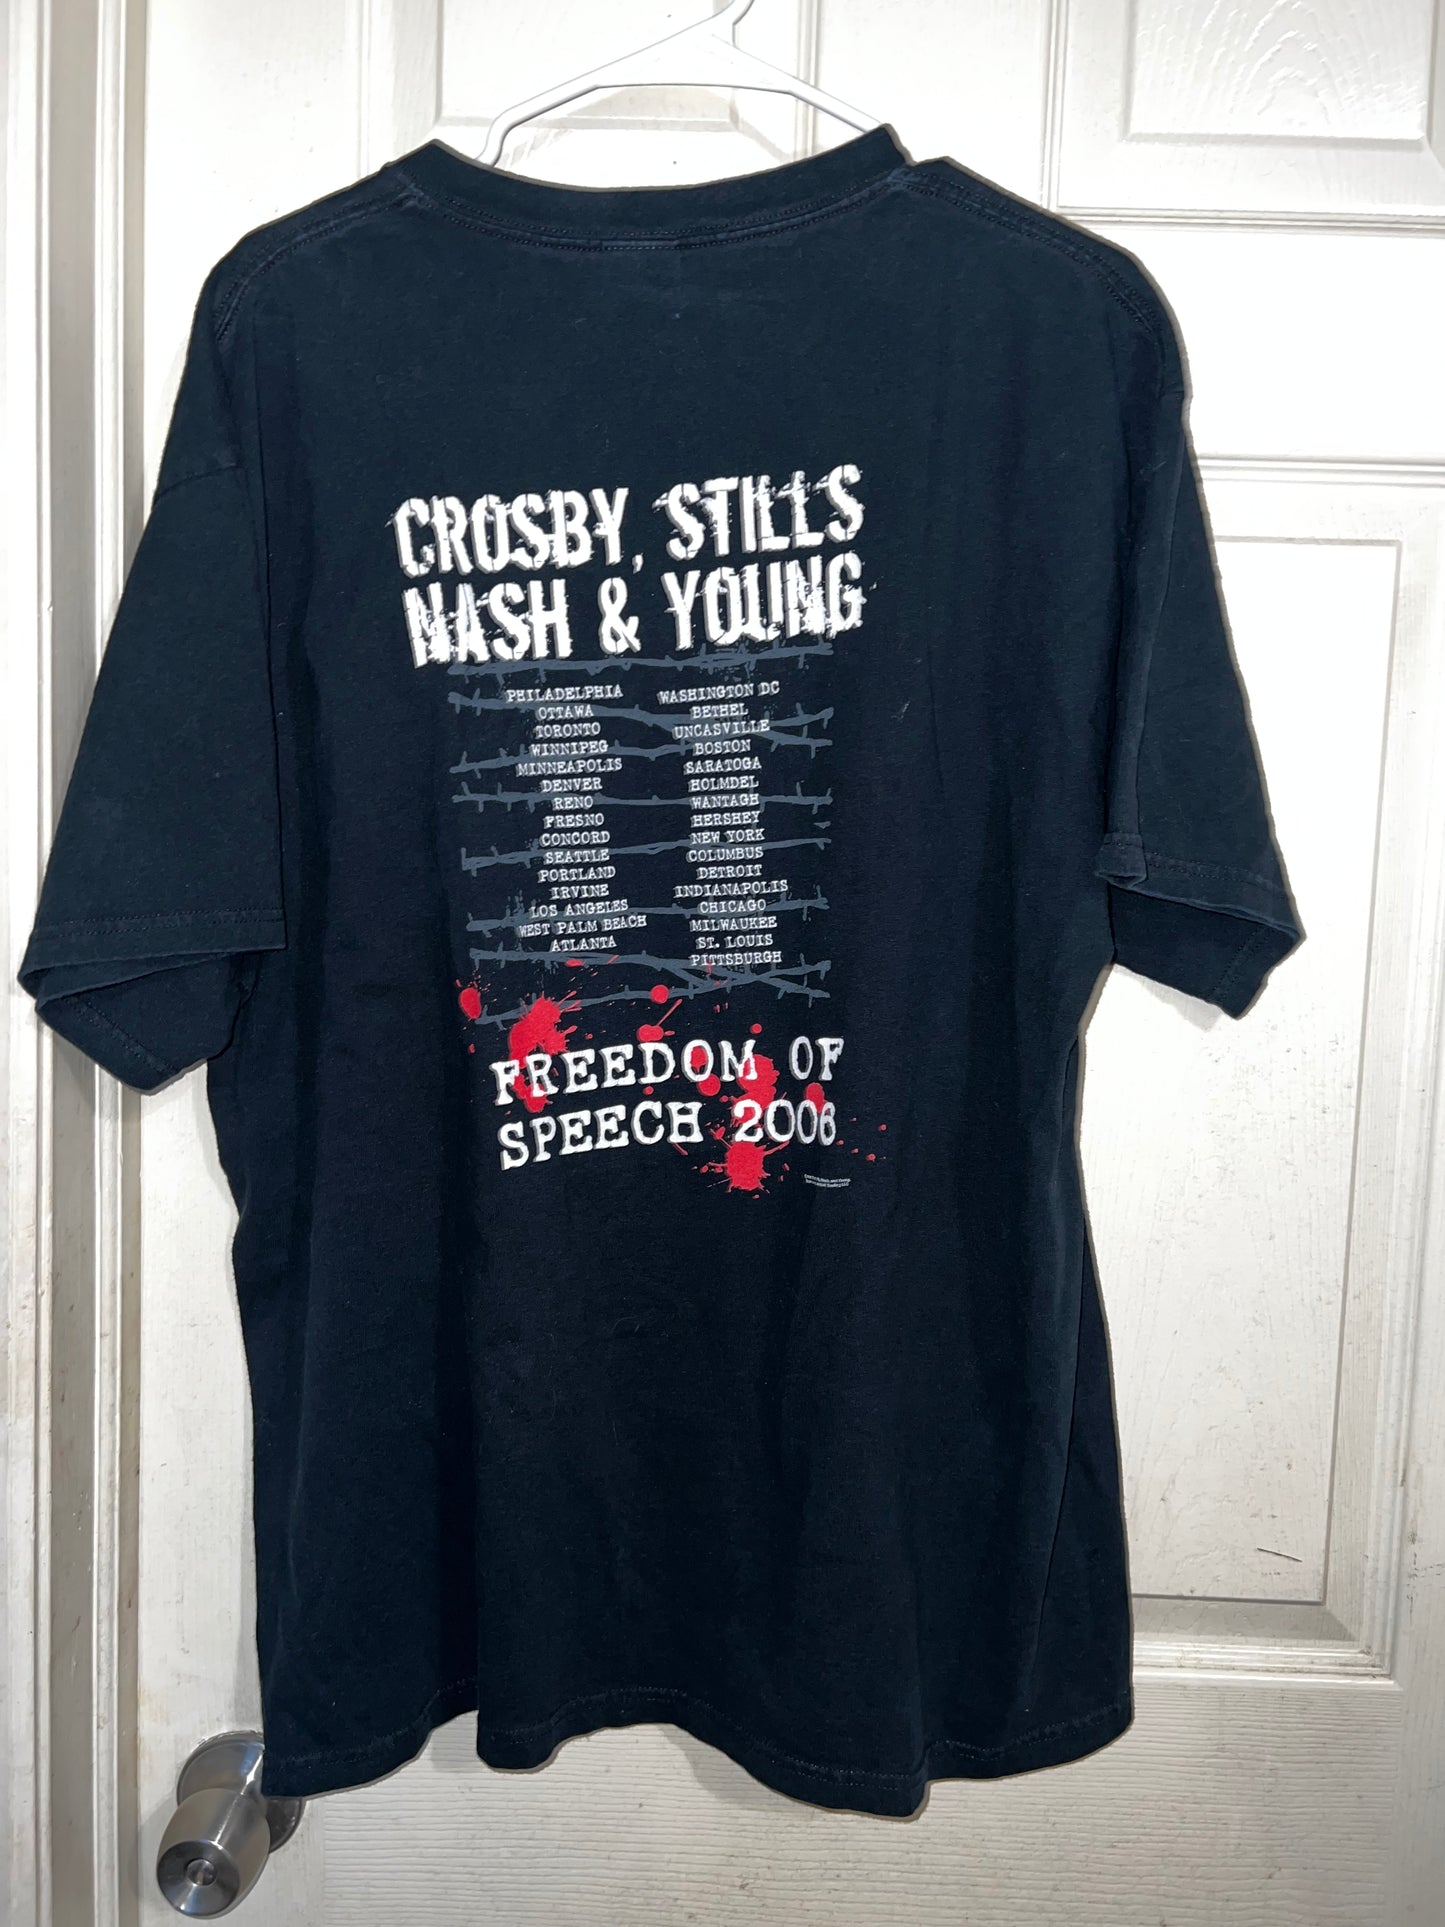 CROSBY, STILLS
NASH & YOUNG
PHILADELPHIA
OTTAWA
TORONTO
WINNIPEG
MINNEAPOLIS
DENVER
RENO
FRESNO
CONCORD
SEATTLE
PORTLAND
IRVINE
LOS ANGELES
WEST PALM BEACH
ATLANTA
WASHINGTON DC
BETHEL
UNCASVILLE
BOSTON
SARATOGA
HOLMDEL
WANTAGH
HERSHEY
NEW YORK
COLUMBUS
DETROIT
INDIANAPOLIS
CHICAGO
MILWAUKEE
ST. LOUIS
PITTSBURGH
FREEDOM OF
SPEECH 2006